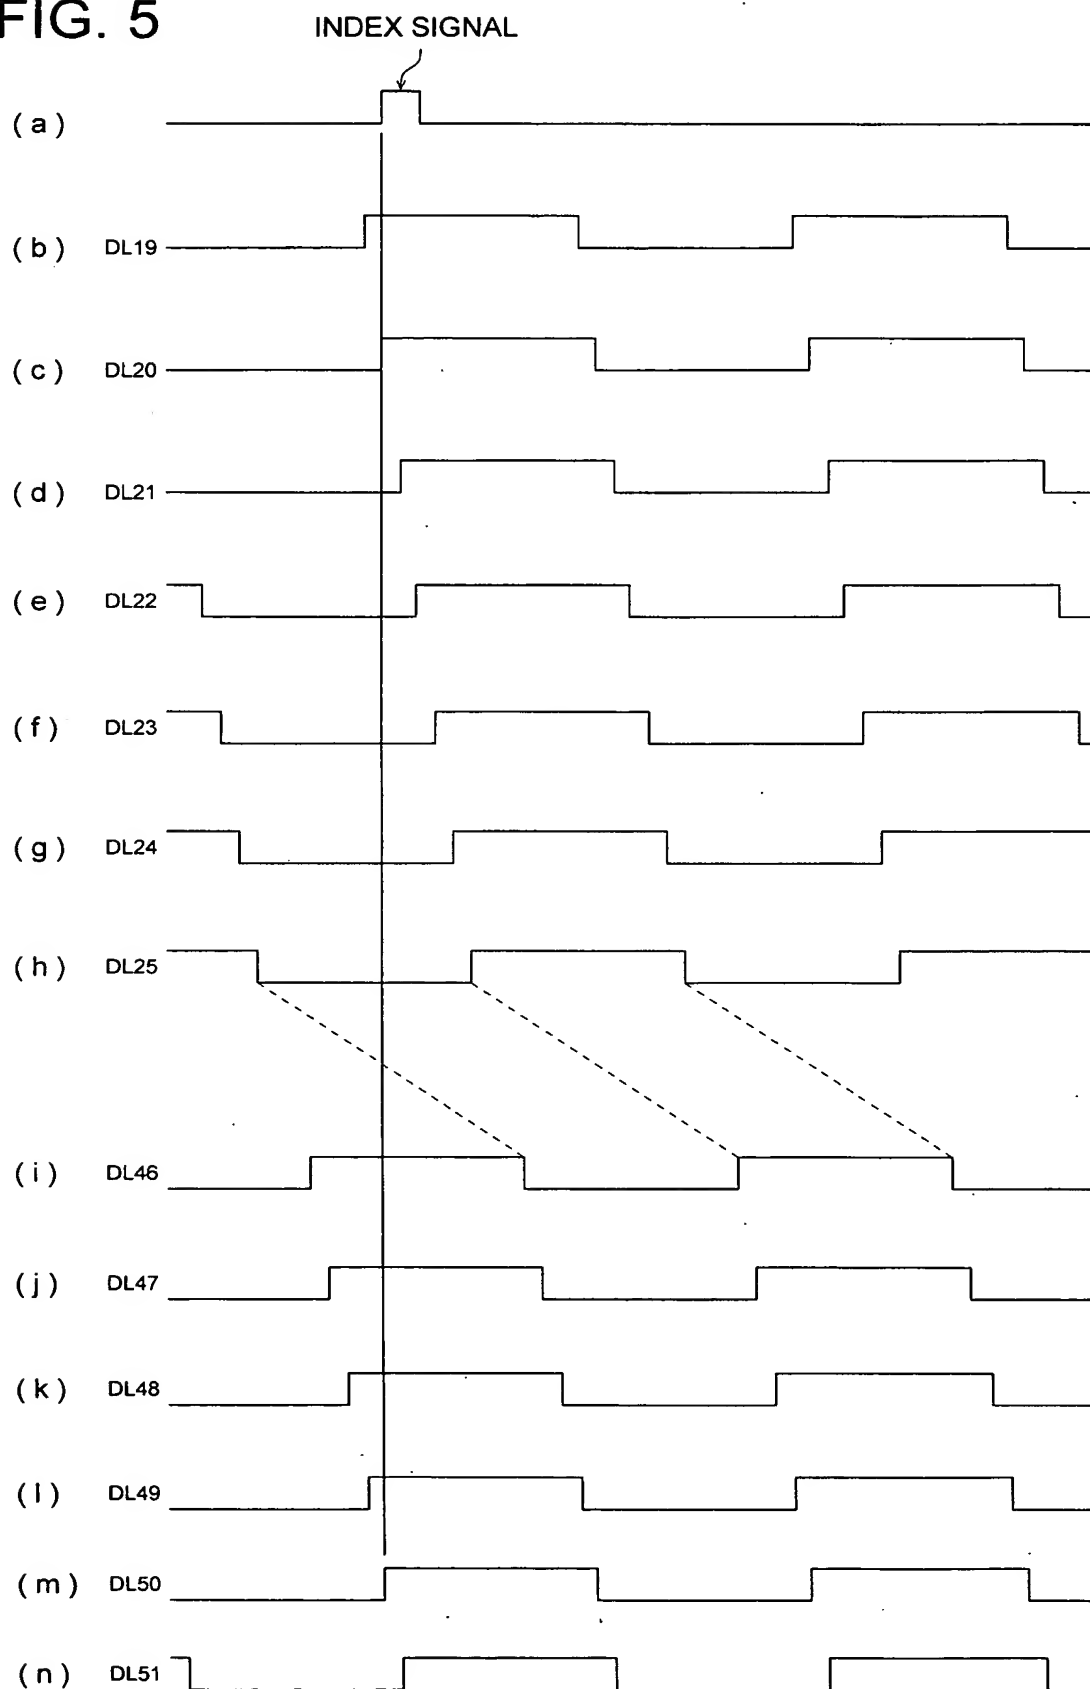 FIG. 5
INDEX SIGNAL
(a)
(b) DL19
(c) DL20
(d) DL21
(e) DL22
(f) DL23
(g) DL24
(h) DL25
(i) DL46
(j) DL47
(k) DL48
(l) DL49
(m) DL50
(n) DL51